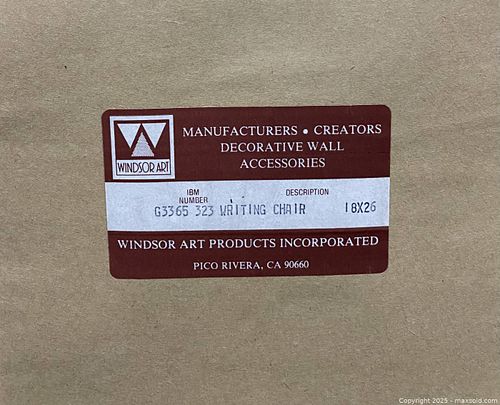 MANUFACTURERS • CREATORS
DECORATIVE WALL
ACCESSORIES
WINDSOR ART
IBM
NUMBER
DESCRIPTION
G3365 323 WRITING CHAIR 18X26
WINDSOR ART PRODUCTS INCORPORATED
PICO RIVERA, CA 90660
Copyright © 2025 - maxsold.com